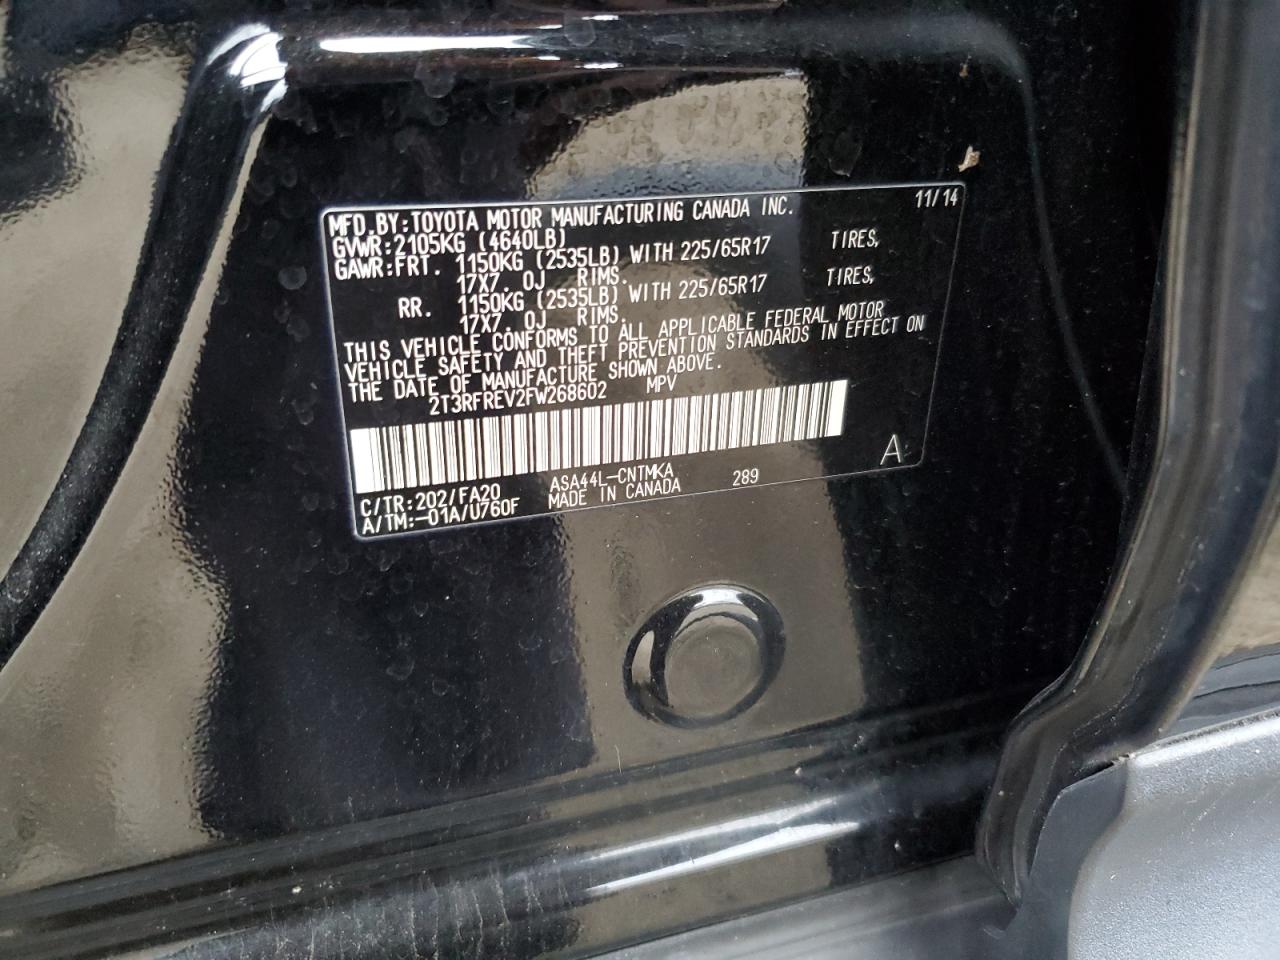 MFD.BY:TOYOTA MOTOR MANUFACTURING CANADA INC. 11/14
GVWR:2105KG (4640LB)
GAWR:FRT. 1150KG (2535LB) WITH 225/65R17 TIRES,
17X7.0J RIMS.
RR. 1150KG (2535LB) WITH 225/65R17 TIRES,
17X7.0J RIMS.
THIS VEHICLE CONFORMS TO ALL APPLICABLE FEDERAL MOTOR
VEHICLE SAFETY AND THEFT PREVENTION STANDARDS IN EFFECT ON
THE DATE OF MANUFACTURE SHOWN ABOVE.
2T3RFREV2FW268602 MPV
C/TR:202/FA20 ASA44L-CNTMKA 289 A
A/TM:-01A/U760F MADE IN CANADA